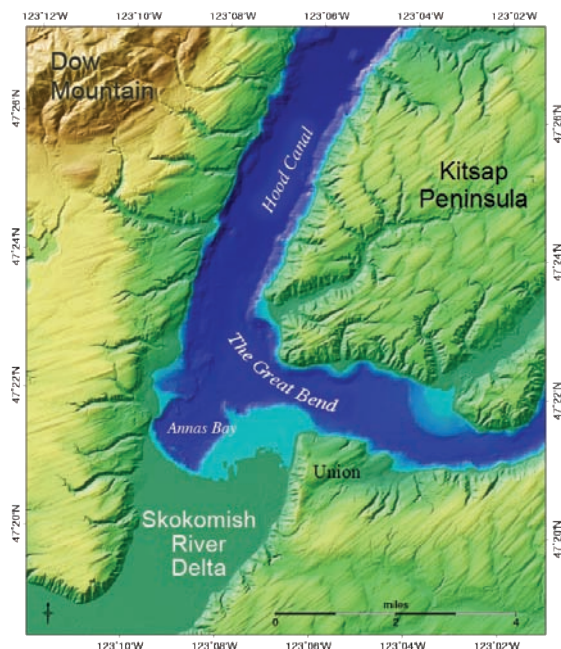 123˚12'W 123˚10'W 123˚08'W 123˚06'W 123˚04'W 123˚02'W
Dow
Mountain
47˚26'N
47˚26'N
Hood Canal
Kitsap
Peninsula
47˚24'N
47˚24'N
The Great Bend
47˚22'N
47˚22'N
Annas Bay
Union
Skokomish
River
Delta
47˚20'N
47˚20'N
miles
0 2 4
123˚10'W 123˚08'W 123˚06'W 123˚04'W 123˚02'W